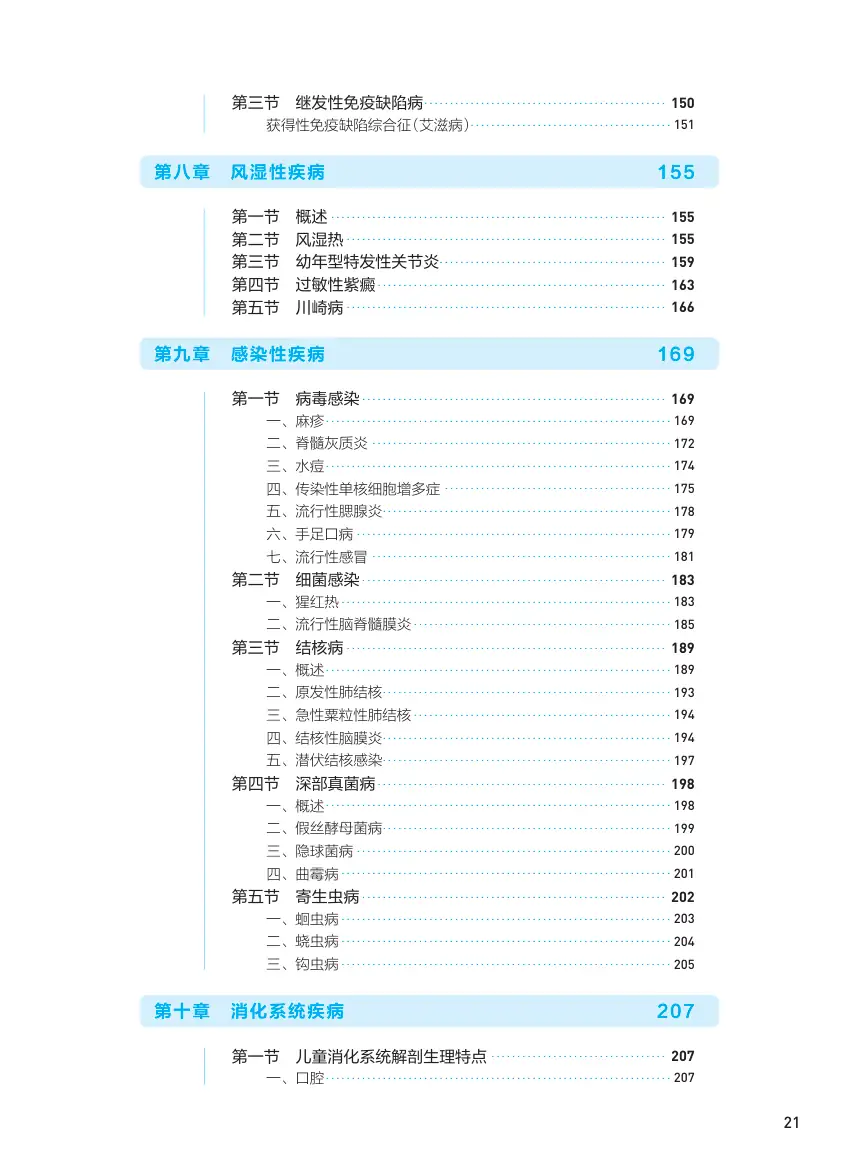 第三节 继发性免疫缺陷病 150
获得性免疫缺陷综合征(艾滋病) 151
第八章 风湿性疾病 155
第一节 概述 155
第二节 风湿热 155
第三节 幼年型特发性关节炎 159
第四节 过敏性紫癜 163
第五节 川崎病 166
第九章 感染性疾病 169
第一节 病毒感染 169
一、麻疹 169
二、脊髓灰质炎 172
三、水痘 174
四、传染性单核细胞增多症 175
五、流行性腮腺炎 178
六、手足口病 179
七、流行性感冒 181
第二节 细菌感染 183
一、猩红热 183
二、流行性脑脊髓膜炎 185
第三节 结核病 189
一、概述 189
二、原发性肺结核 193
三、急性粟粒性肺结核 194
四、结核性脑膜炎 194
五、潜伏结核感染 197
第四节 深部真菌病 198
一、概述 198
二、假丝酵母菌病 199
三、隐球菌病 200
四、曲霉病 201
第五节 寄生虫病 202
一、蛔虫病 203
二、蛲虫病 204
三、钩虫病 205
第十章 消化系统疾病 207
第一节 儿童消化系统解剖生理特点 207
一、口腔 207
21